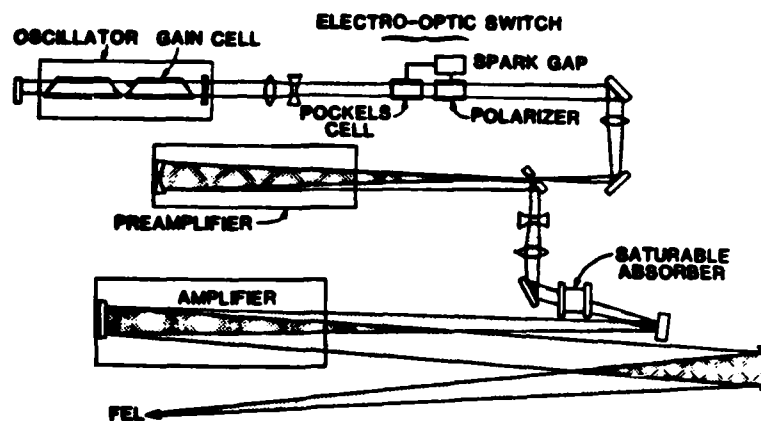 ELECTRO-OPTIC SWITCH
OSCILLATOR GAIN CELL
SPARK GAP
POCKELS CELL
POLARIZER
PREAMPLIFIER
SATURABLE ABSORBER
AMPLIFIER
FEL